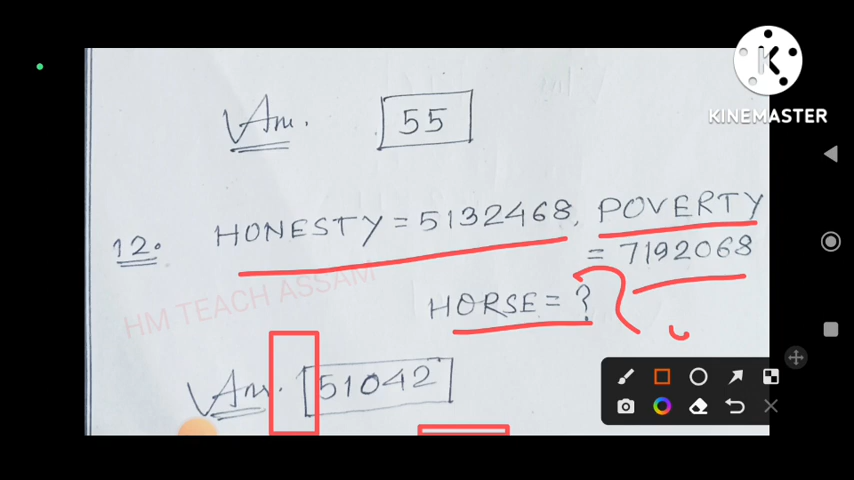 KINEMASTER
Ans. 55
12. HONESTY = 5132468, POVERTY
= 7192068
HM TEACH ASSAM
HORSE = ?
Ans. 51042